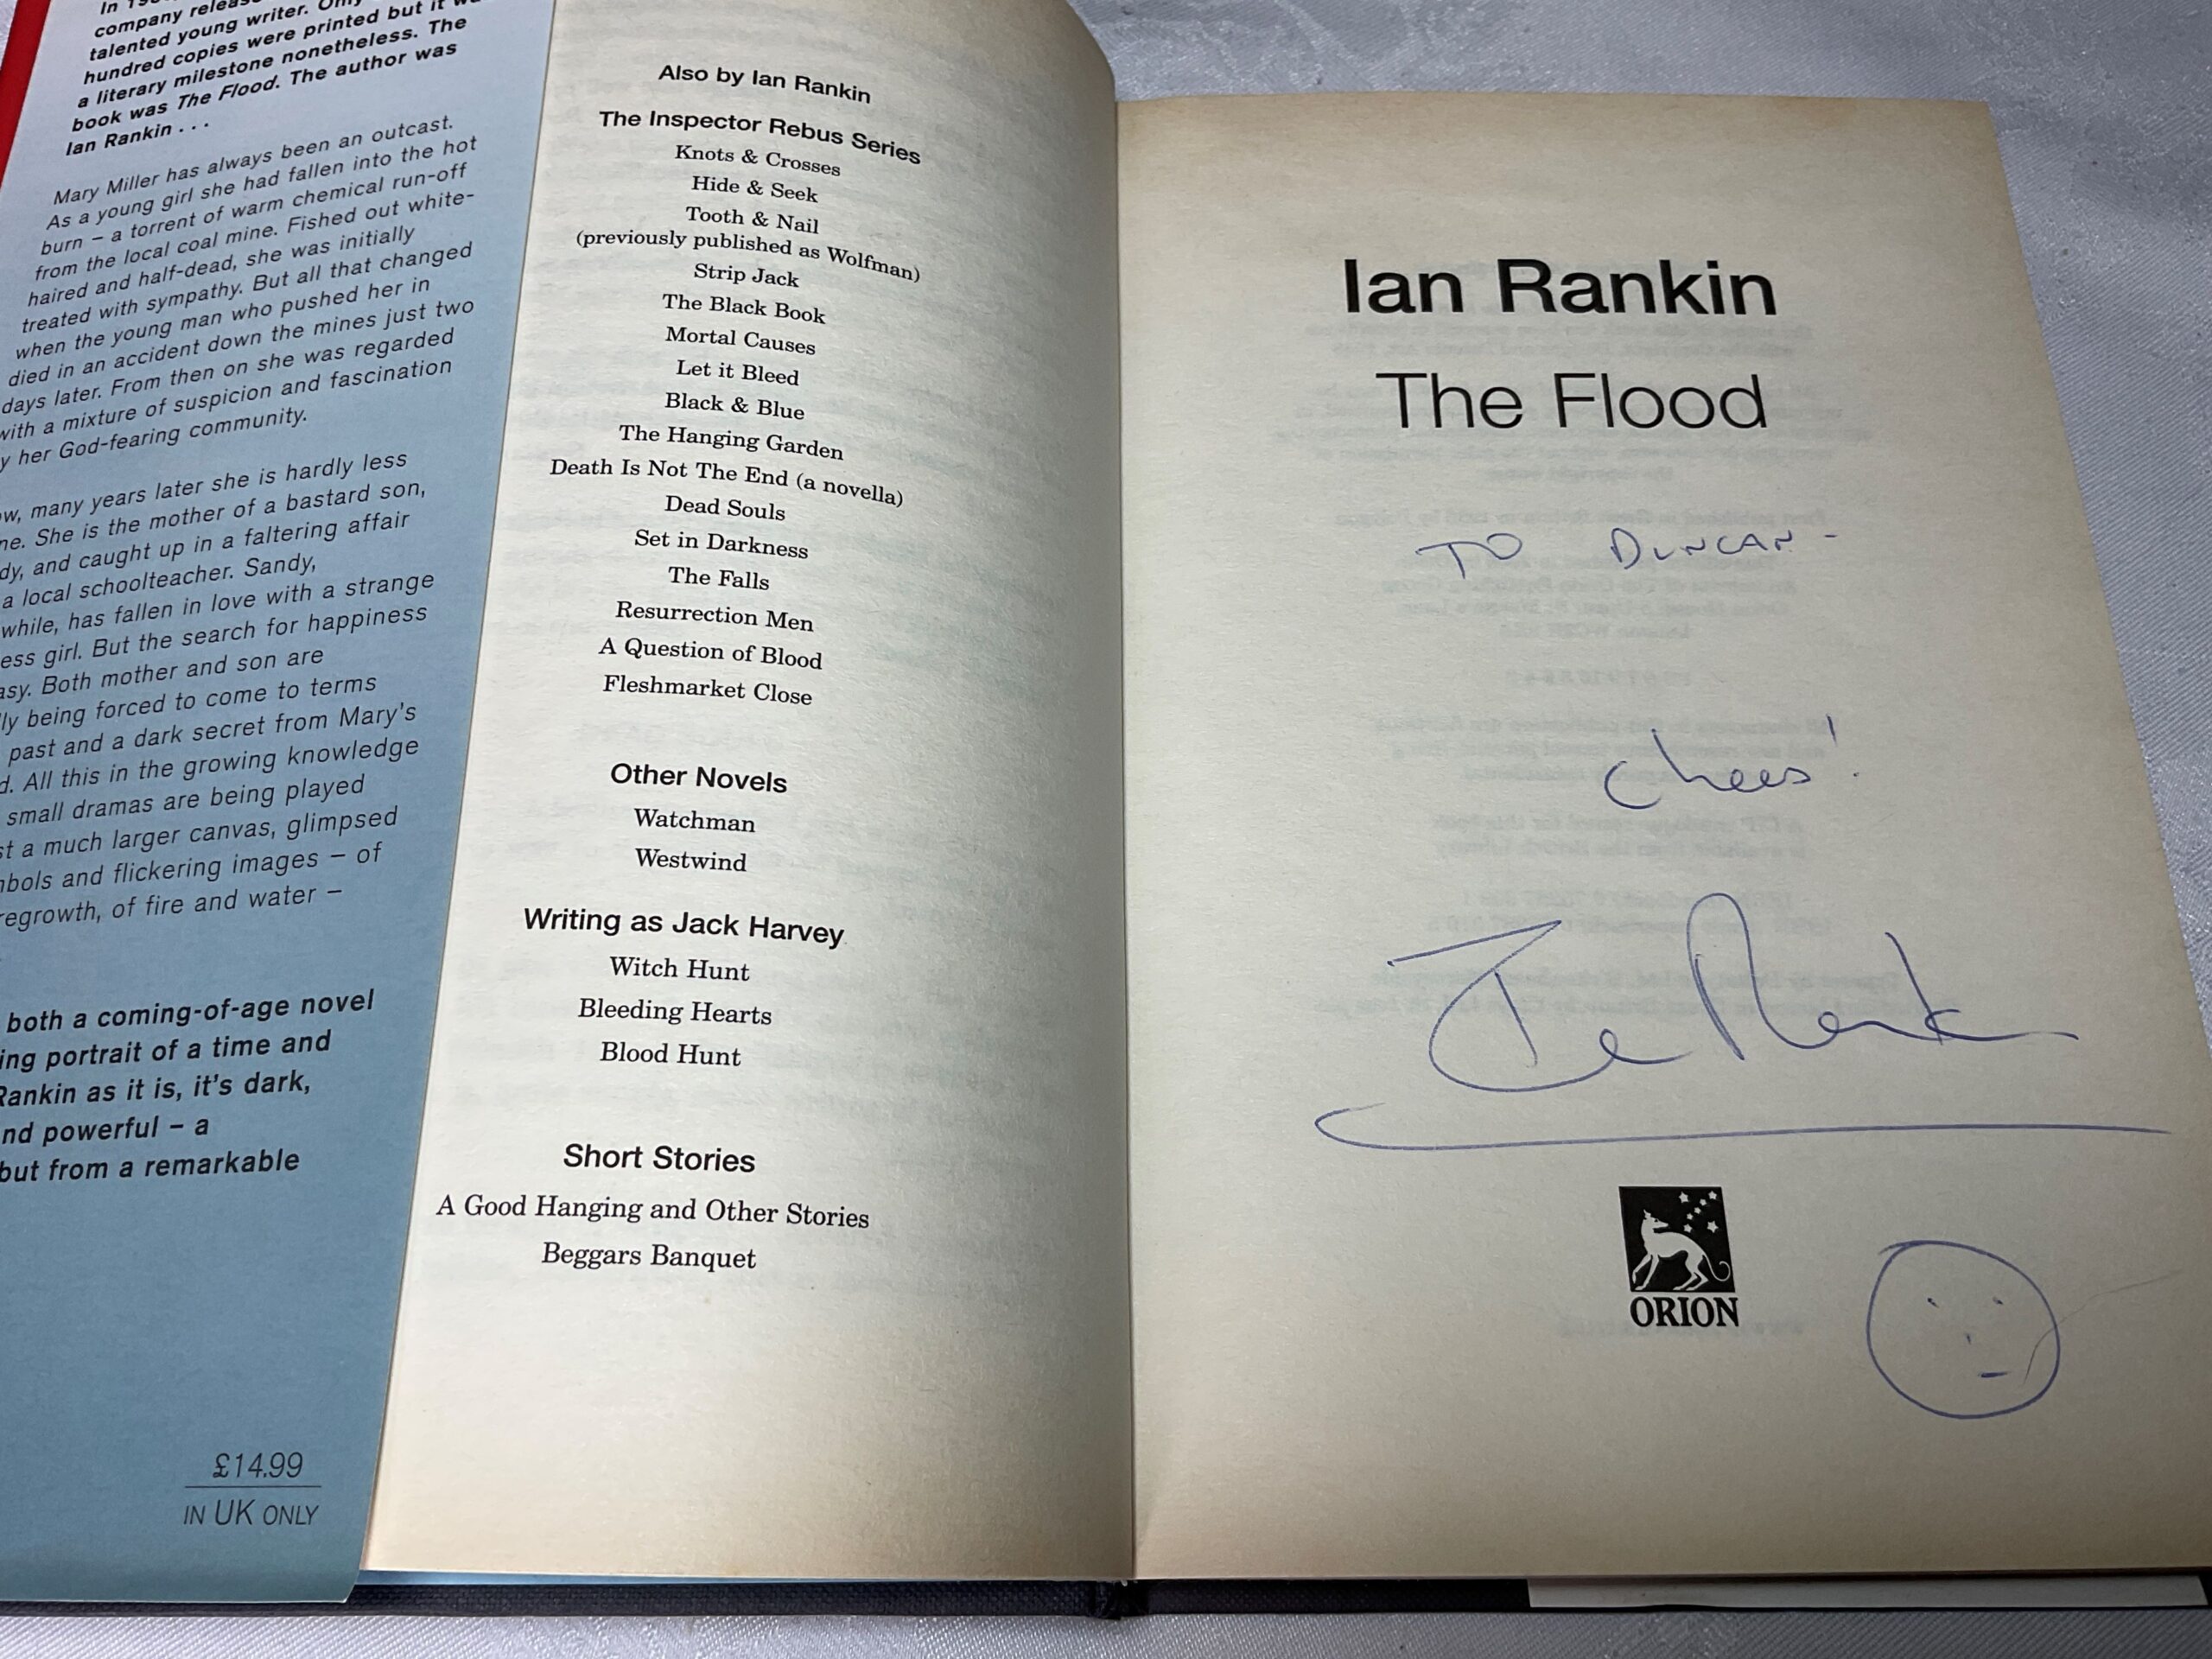 In
company
talented young writer.
hundred copies were printed but it
a literary milestone nonetheless. The
book was The Flood. The author was
Ian Rankin . . .
Mary Miller has always been an outcast.
As a young girl she had fallen into the hot
burn – a torrent of warm chemical run-off
from the local coal mine. Fished out white-
haired and half-dead, she was initially
treated with sympathy. But all that changed
when the young man who pushed her in
died in an accident down the mines just two
days later. From then on she was regarded
with a mixture of suspicion and fascination
y her God-fearing community.
ow, many years later she is hardly less
ne. She is the mother of a bastard son,
dy, and caught up in a faltering affair
a local schoolteacher. Sandy,
while, has fallen in love with a strange
ess girl. But the search for happiness
asy. Both mother and son are
lly being forced to come to terms
past and a dark secret from Mary's
d. All this in the growing knowledge
small dramas are being played
st a much larger canvas, glimpsed
nbols and flickering images – of
regrowth, of fire and water –
both a coming-of-age novel
ing portrait of a time and
Rankin as it is, it's dark,
nd powerful – a
but from a remarkable
£14.99
IN UK ONLY
Also by Ian Rankin
The Inspector Rebus Series
Knots & Crosses
Hide & Seek
Tooth & Nail
(previously published as Wolfman)
Strip Jack
The Black Book
Mortal Causes
Let it Bleed
Black & Blue
The Hanging Garden
Death Is Not The End (a novella)
Dead Souls
Set in Darkness
The Falls
Resurrection Men
A Question of Blood
Fleshmarket Close
Other Novels
Watchman
Westwind
Writing as Jack Harvey
Witch Hunt
Bleeding Hearts
Blood Hunt
Short Stories
A Good Hanging and Other Stories
Beggars Banquet
Ian Rankin
The Flood
TO DUNCAN -
Cheers!
Ian Rankin
ORION